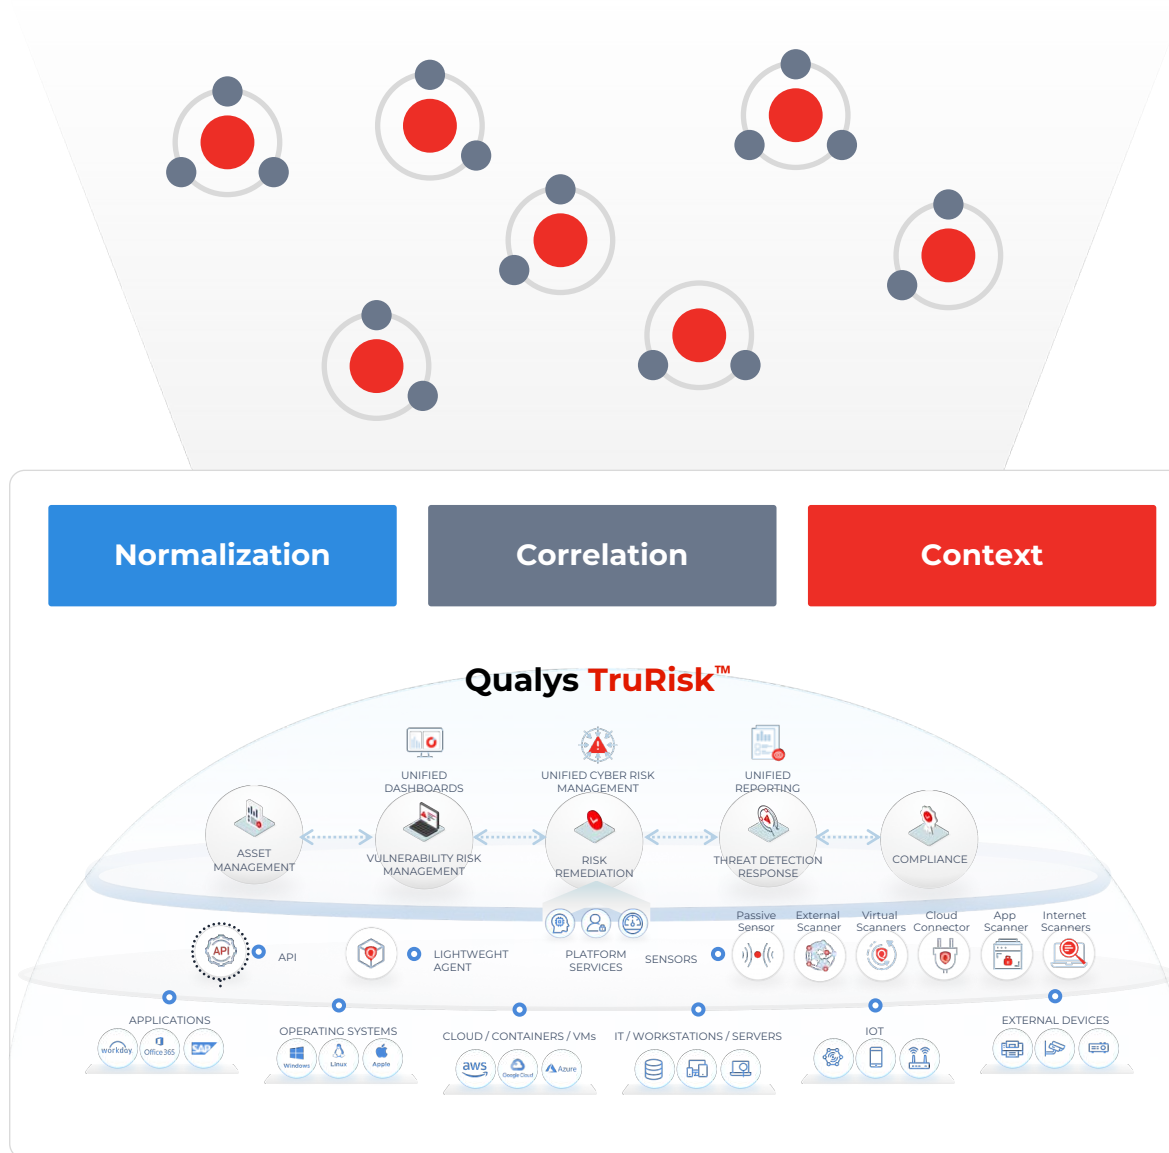 Normalization
Correlation
Context
Qualys TruRisk™
UNIFIED
DASHBOARDS
UNIFIED CYBER RISK
MANAGEMENT
UNIFIED
REPORTING
ASSET
MANAGEMENT
VULNERABILITY RISK
MANAGEMENT
RISK
REMEDIATION
THREAT DETECTION
RESPONSE
COMPLIANCE
API
API
LIGHTWEGHT
AGENT
PLATFORM
SERVICES
SENSORS
Passive
Sensor
External
Scanner
Virtual
Scanners
Cloud
Connector
App
Scanner
Internet
Scanners
APPLICATIONS
workday
Office 365
SAP
OPERATING SYSTEMS
Windows
Linux
Apple
CLOUD / CONTAINERS / VMs
aws
Google Cloud
Azure
IT / WORKSTATIONS / SERVERS
IOT
EXTERNAL DEVICES